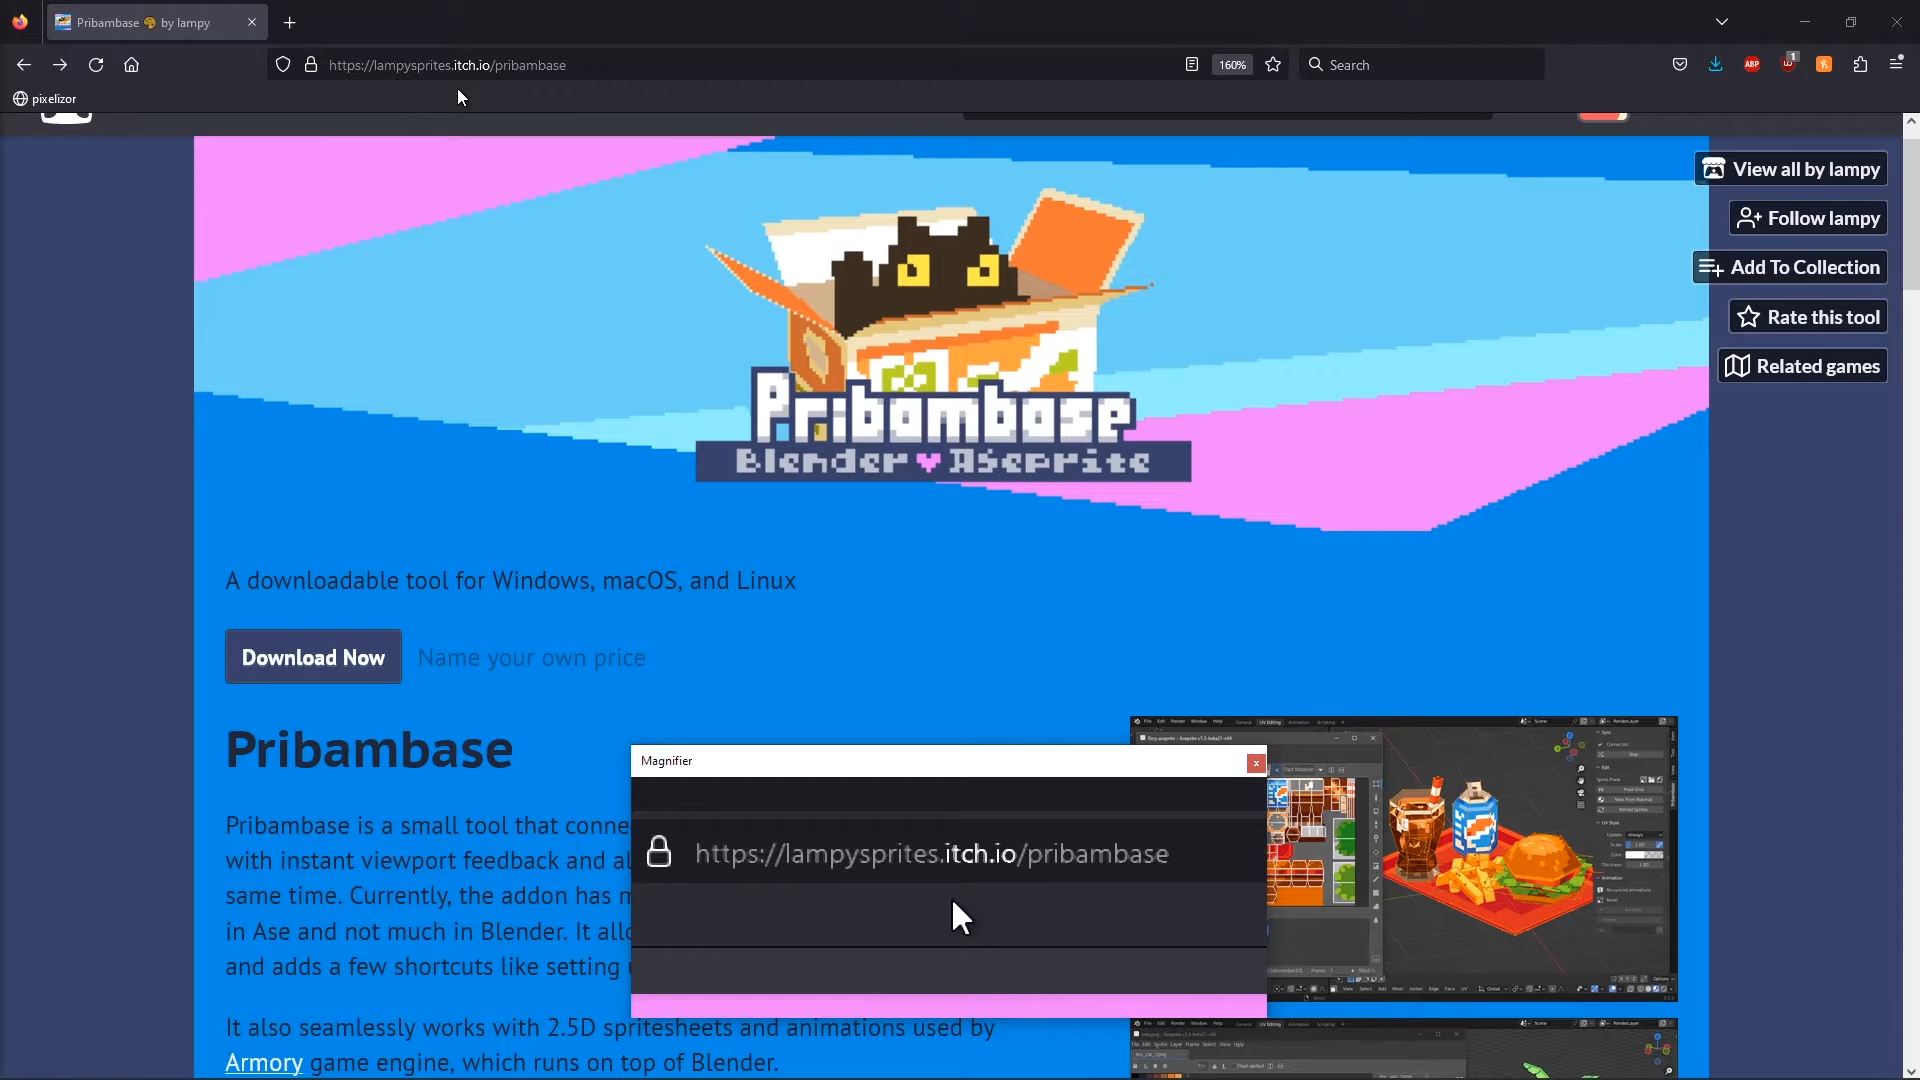 Pribambase 🥠 by lampy
https://lampysprites.itch.io/pribambase
160%
Search
ABP
1
pixelizor
View all by lampy
Follow lampy
Add To Collection
Rate this tool
Related games
Pribambase
Blender Aseprite
A downloadable tool for Windows, macOS, and Linux
Download Now Name your own price
Pribambase
Pribambase is a small tool that conne
with instant viewport feedback and al
same time. Currently, the addon has m
in Ase and not much in Blender. It all
and adds a few shortcuts like setting
It also seamlessly works with 2.5D spritesheets and animations used by
Armory game engine, which runs on top of Blender.
Magnifier
x
https://lampysprites.itch.io/pribambase